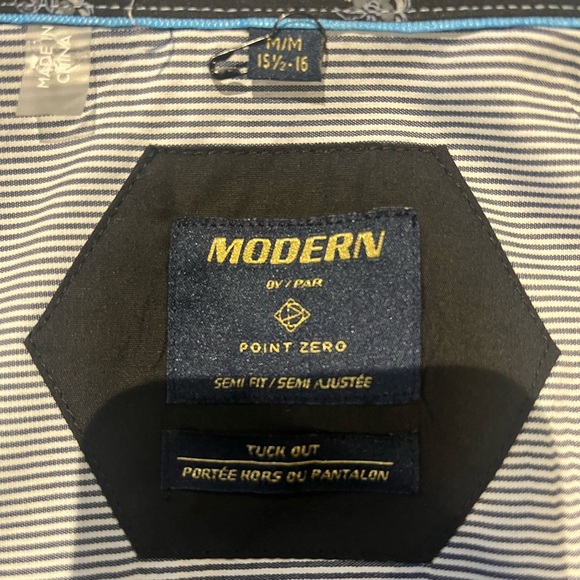 MADE IN
CHINA
M/M
15½-16
MODERN
BY/PAR
POINT ZERO
SEMI FIT/SEMI AJUSTÉE
TUCK OUT
PORTÉE HORS DU PANTALON